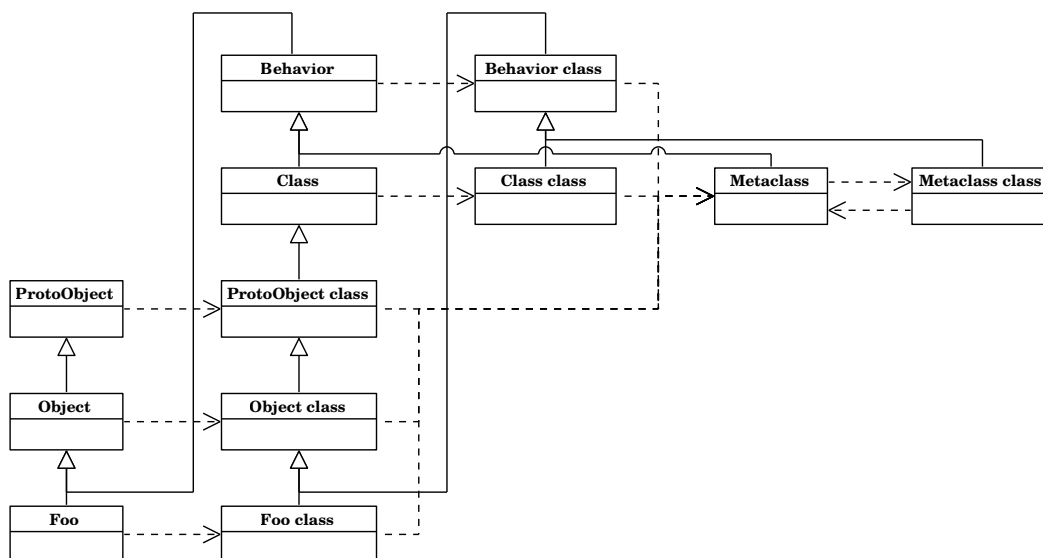 Behavior
Behavior class
Class
Class class
Metaclass
Metaclass class
ProtoObject
ProtoObject class
Object
Object class
Foo
Foo class